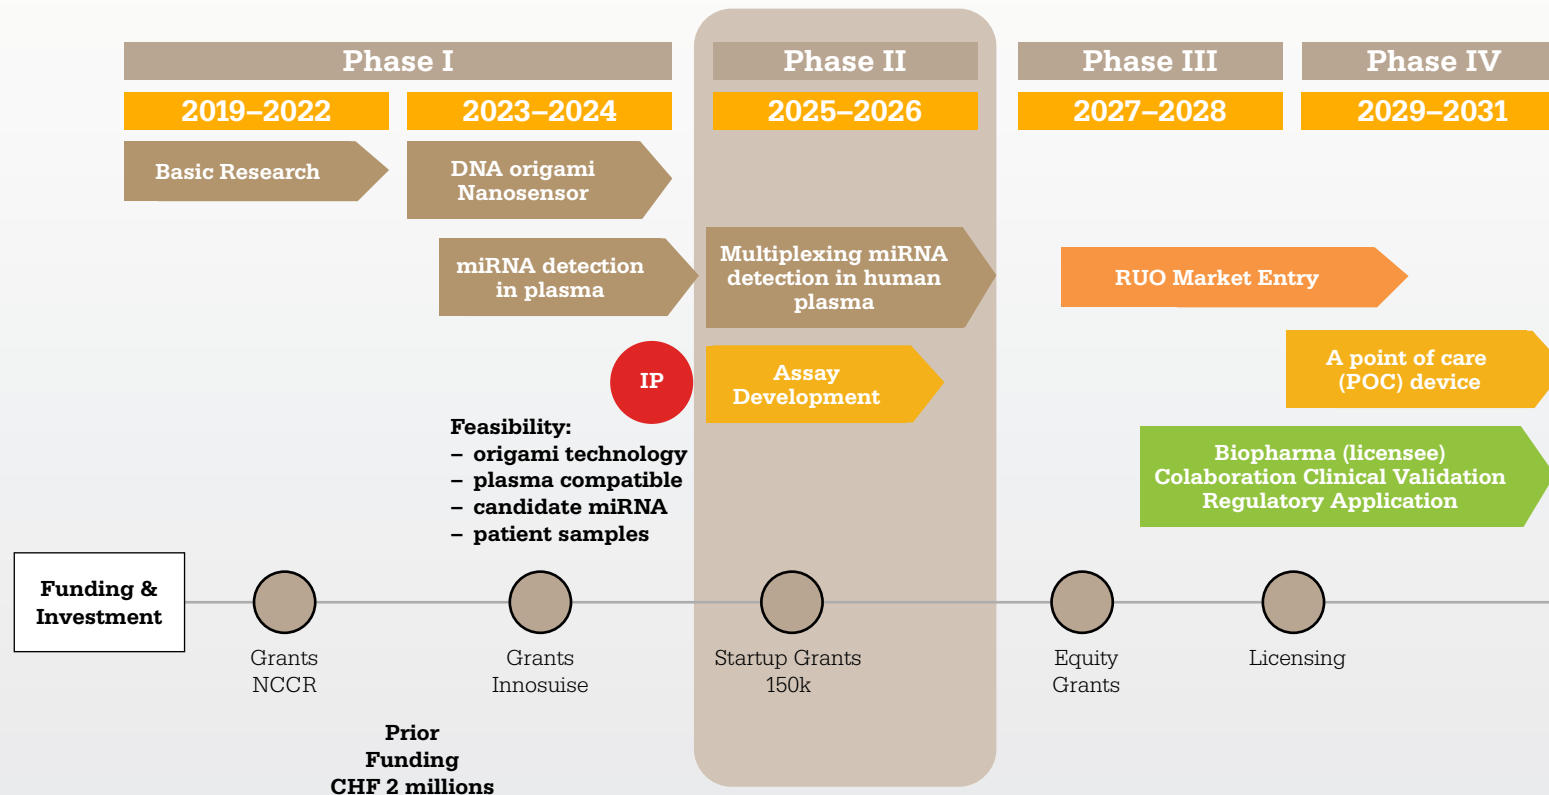 Phase I
Phase II
Phase III
Phase IV
2019–2022
2023–2024
2025–2026
2027–2028
2029–2031
Basic Research
DNA origami
Nanosensor
miRNA detection
in plasma
Multiplexing miRNA
detection in human
plasma
RUO Market Entry
IP
Assay
Development
A point of care
(POC) device
Feasibility:
– origami technology
– plasma compatible
– candidate miRNA
– patient samples
Biopharma (licensee)
Colaboration Clinical Validation
Regulatory Application
Funding &
Investment
Grants
NCCR
Grants
Innosuise
Startup Grants
150k
Equity
Grants
Licensing
Prior
Funding
CHF 2 millions